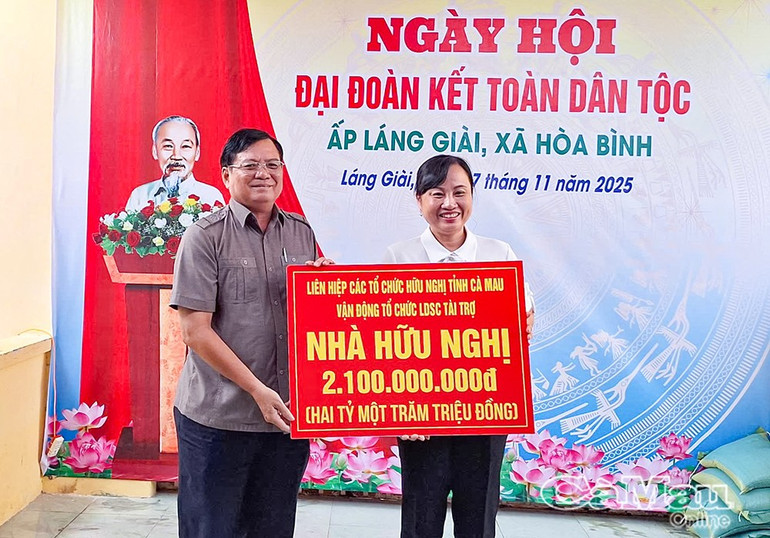 NGÀY HỘI
ĐẠI ĐOÀN KẾT TOÀN DÂN TỘC
ẤP LÁNG GIÀI, XÃ HÒA BÌNH
Láng Giài, 7 tháng 11 năm 2025
LIÊN HIỆP CÁC TỔ CHỨC HỮU NGHỊ TỈNH CÀ MAU
VẬN ĐỘNG TỔ CHỨC LDSC TÀI TRỢ
NHÀ HỮU NGHỊ
2.100.000.000đ
(HAI TỶ MỘT TRĂM TRIỆU ĐỒNG)
CàMau
Online